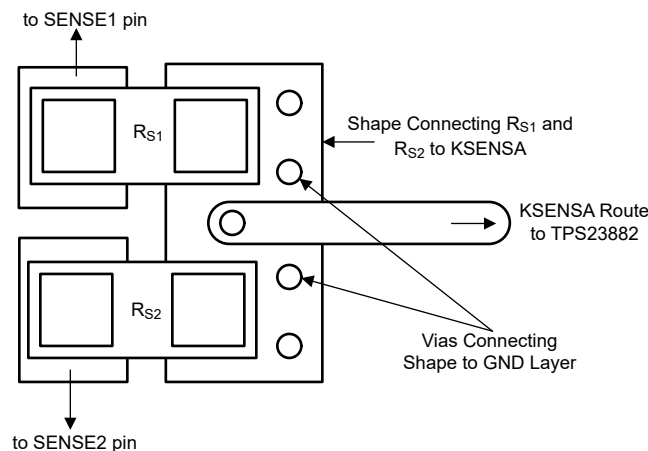 to SENSE1 pin
RS1
Shape Connecting RS1 and
RS2 to KSENSA
KSENSA Route
to TPS23882
RS2
Vias Connecting
Shape to GND Layer
to SENSE2 pin